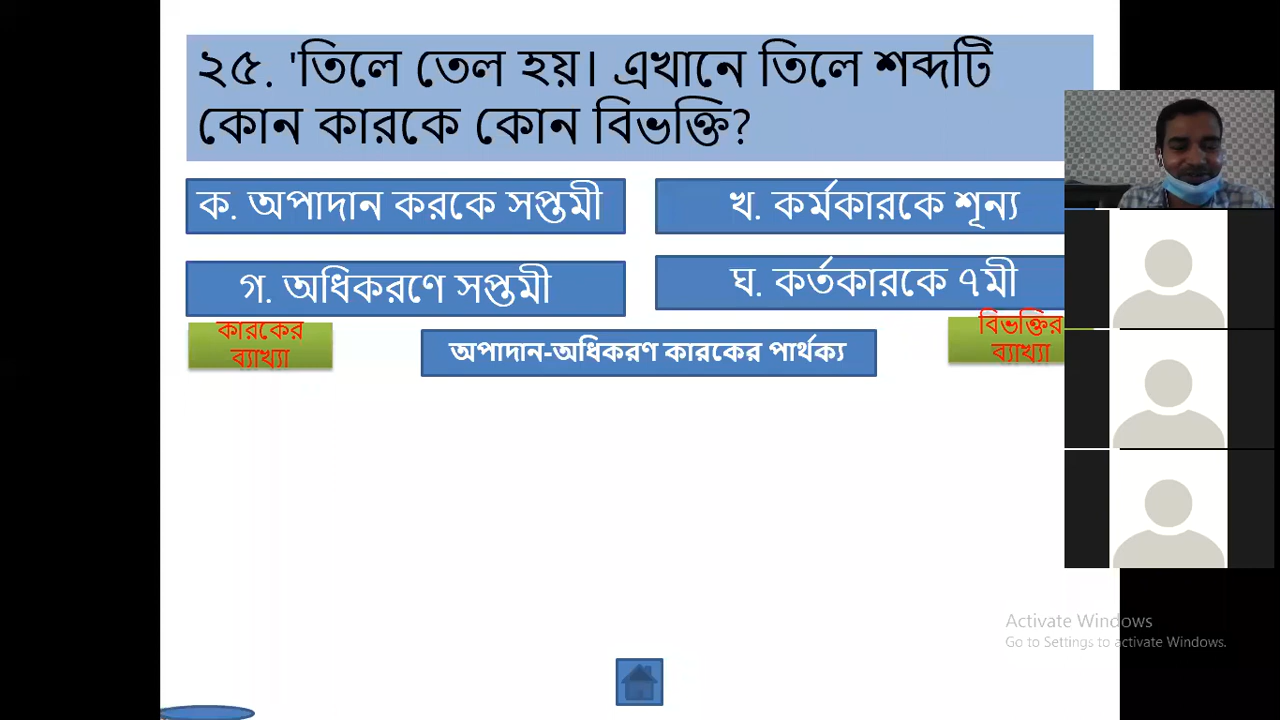 ২৫. 'তিলে তেল হয়। এখানে তিলে শব্দটি
কোন কারকে কোন বিভক্তি?
ক. অপাদান করকে সপ্তমী
খ. কর্মকারকে শূন্য
গ. অধিকরণে সপ্তমী
ঘ. কর্তকারকে ৭মী
কারকের
ব্যাখ্যা
অপাদান-অধিকরণ কারকের পার্থক্য
বিভক্তির
ব্যাখ্যা
Activate Windows
Go to Settings to activate Windows.